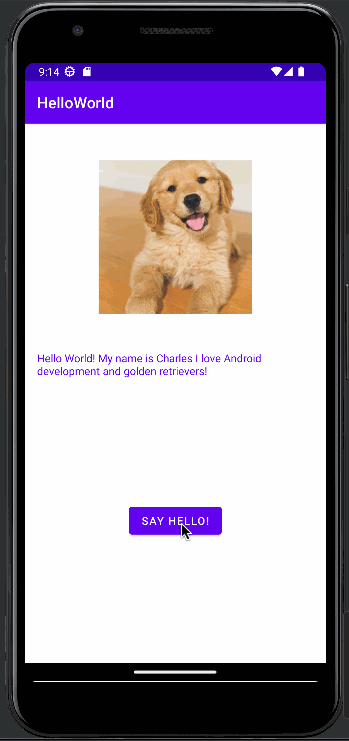 9:14
HelloWorld
Hello World! My name is Charles I love Android
development and golden retrievers!
SAY HELLO!